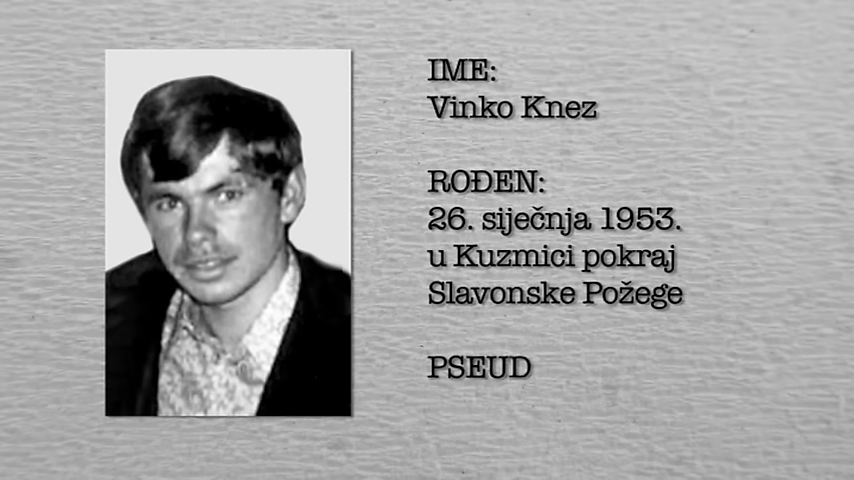 IME:
Vinko Knez
ROĐEN:
26. siječnja 1953.
u Kuzmici pokraj
Slavonske Požege
PSEUD